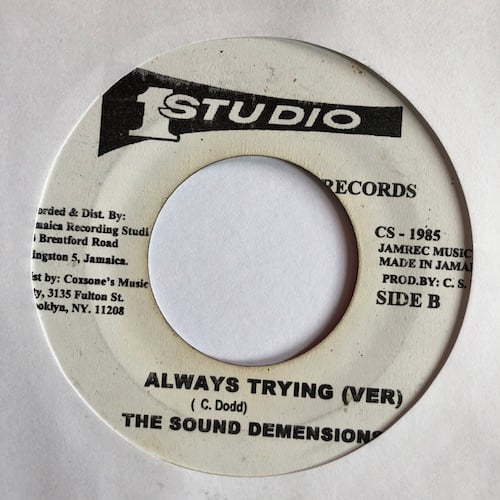 1 STUDIO
RECORDS
orded & Dist. By:
maica Recording Studi
Brentford Road
ingston 5, Jamaica.
ist by: Coxsone's Music
ty, 3135 Fulton St.
ooklyn, NY. 11208
CS - 1985
JAMREC MUSIC
MADE IN JAMAI
PROD.BY: C. S.
SIDE B
ALWAYS TRYING (VER)
( C. Dodd)
THE SOUND DEMENSIONS